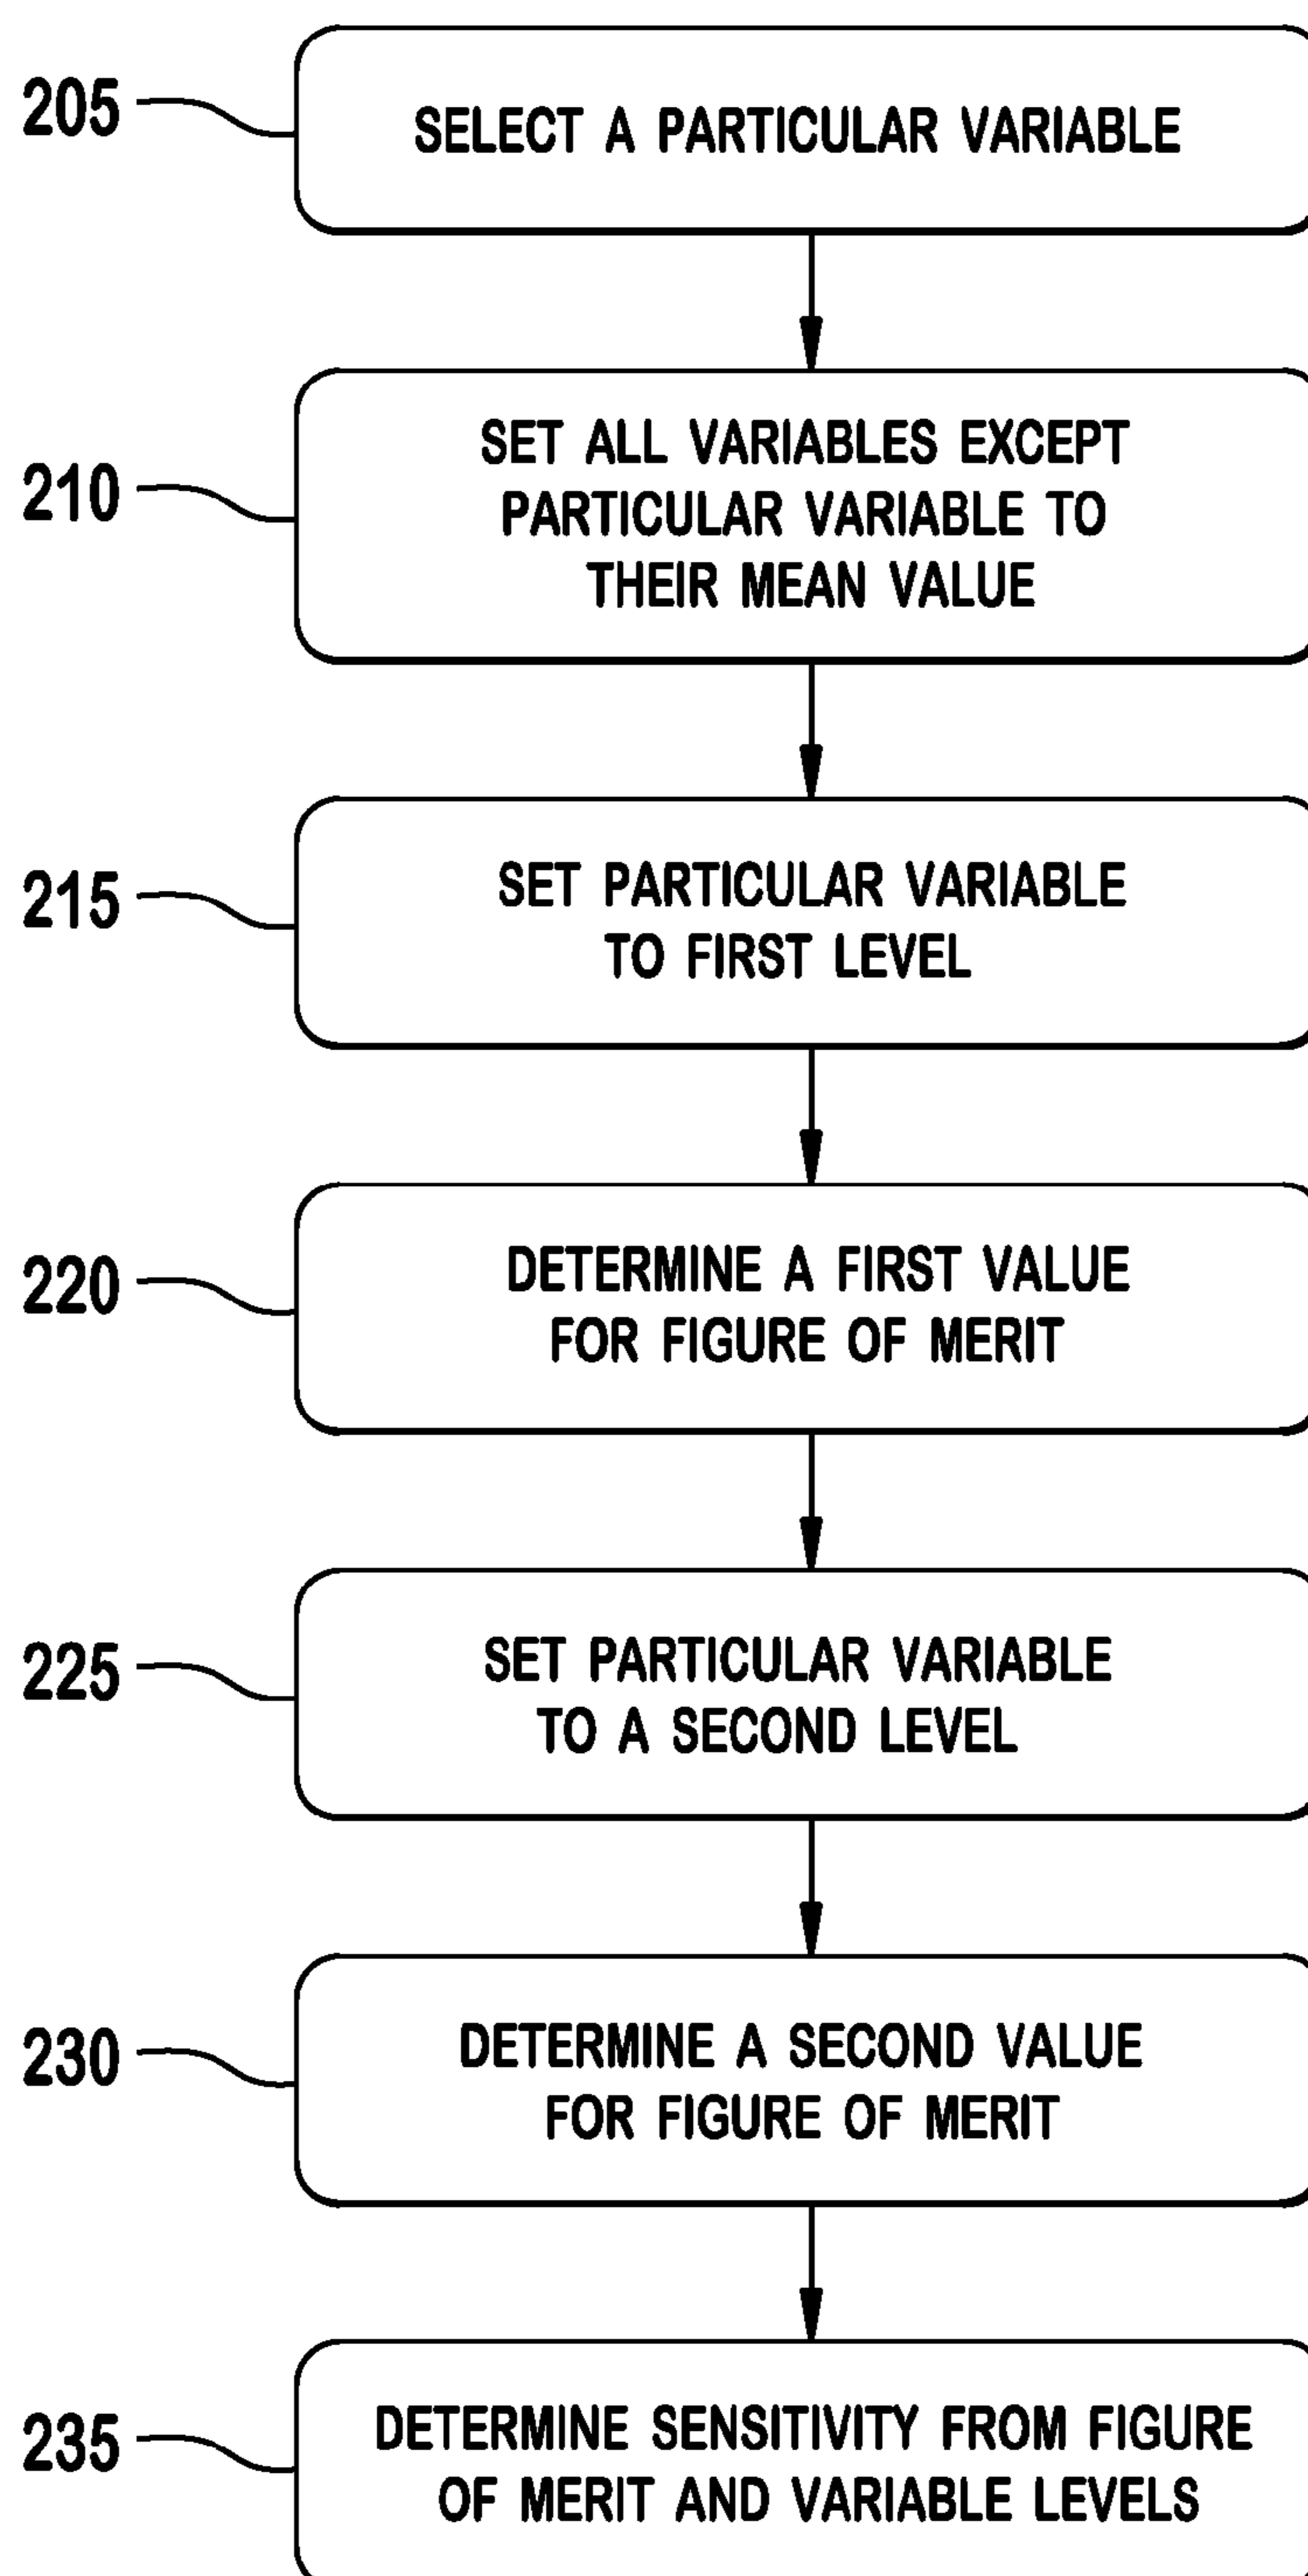 205
SELECT A PARTICULAR VARIABLE
210
SET ALL VARIABLES EXCEPT
PARTICULAR VARIABLE TO
THEIR MEAN VALUE
215
SET PARTICULAR VARIABLE
TO FIRST LEVEL
220
DETERMINE A FIRST VALUE
FOR FIGURE OF MERIT
225
SET PARTICULAR VARIABLE
TO A SECOND LEVEL
230
DETERMINE A SECOND VALUE
FOR FIGURE OF MERIT
235
DETERMINE SENSITIVITY FROM FIGURE
OF MERIT AND VARIABLE LEVELS